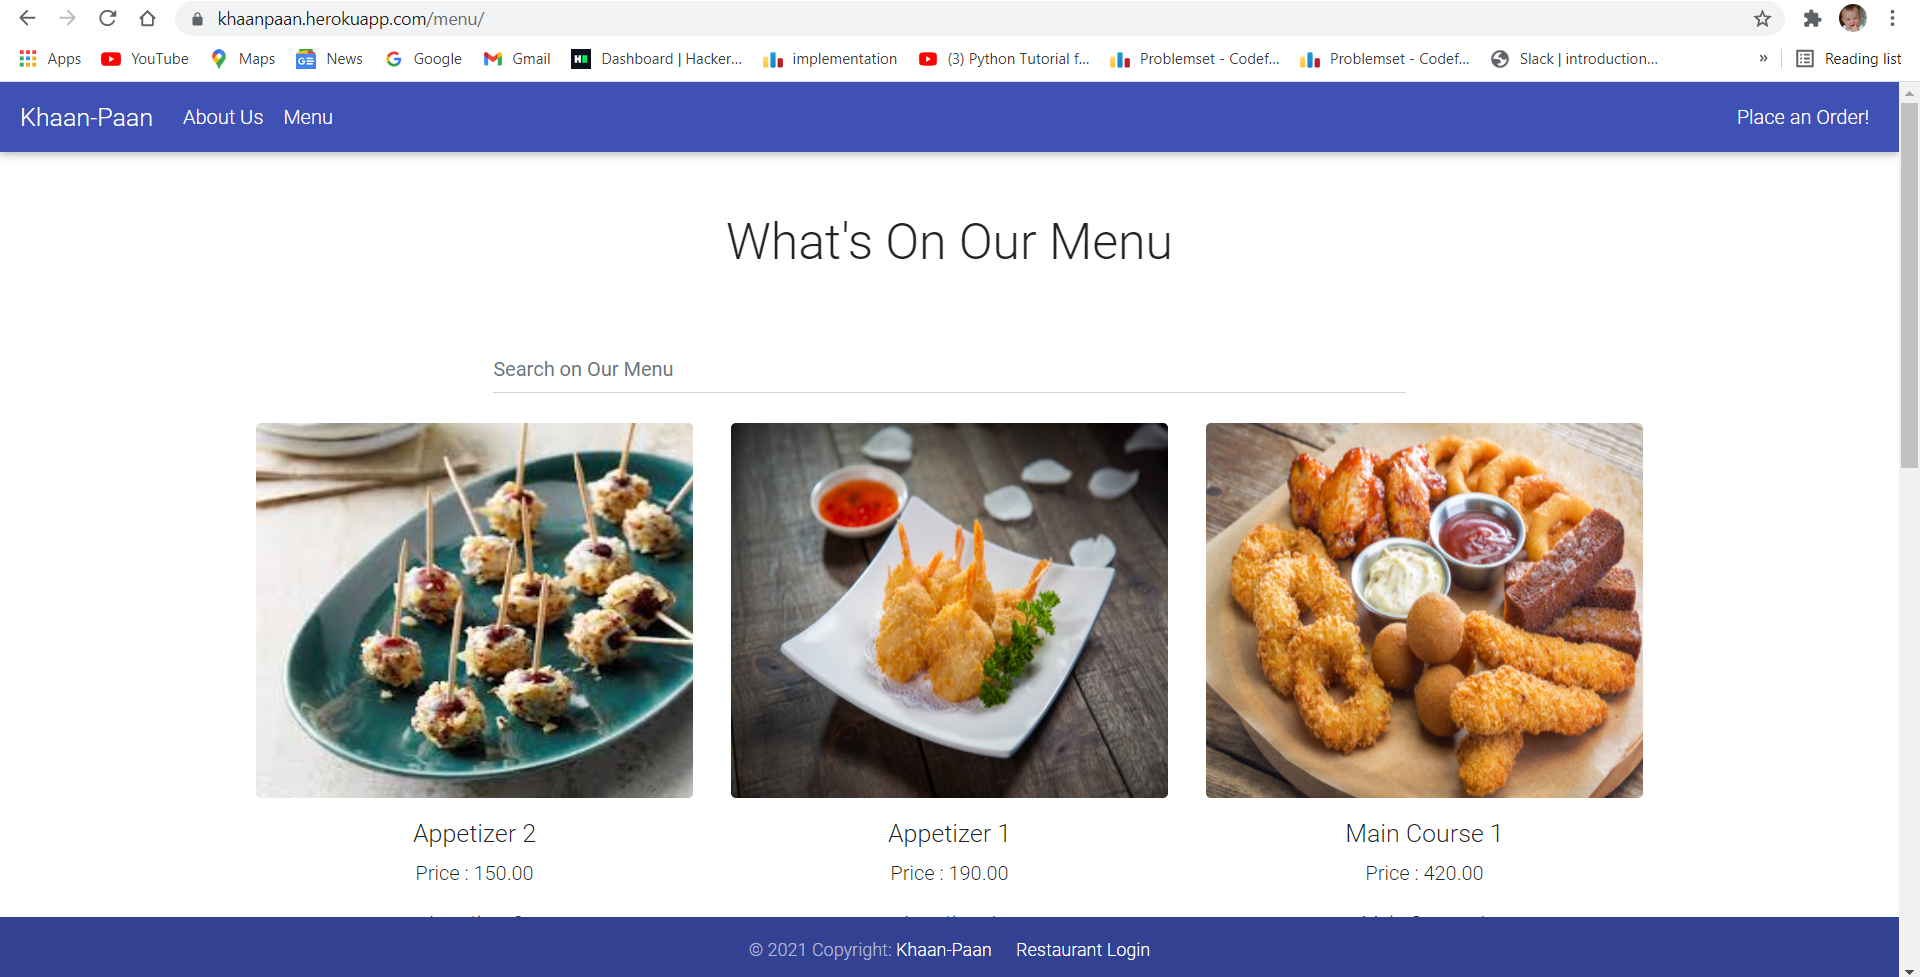 khaanpaan.herokuapp.com/menu/
Apps YouTube Maps News Google Gmail Dashboard | Hacker... implementation (3) Python Tutorial f... Problemset - Codef... Problemset - Codef... Slack | introduction... » Reading list
Khaan-Paan About Us Menu Place an Order!
What's On Our Menu
Search on Our Menu
Appetizer 2 Appetizer 1 Main Course 1
Price : 150.00 Price : 190.00 Price : 420.00
© 2021 Copyright: Khaan-Paan Restaurant Login